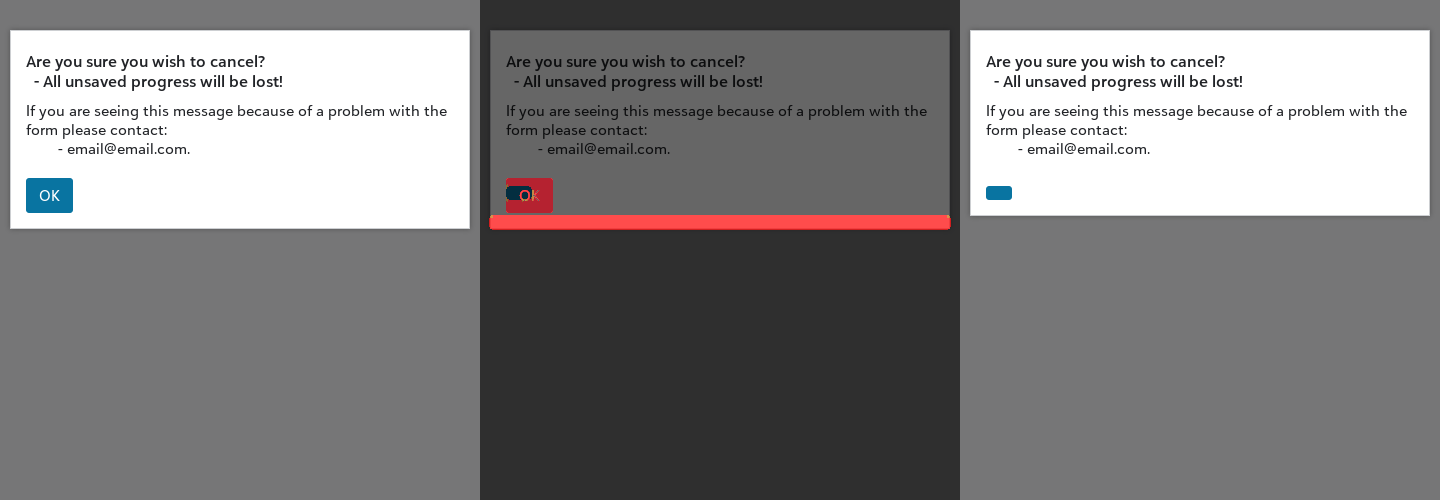 Are you sure you wish to cancel?
- All unsaved progress will be lost!
If you are seeing this message because of a problem with the
form please contact:
- email@email.com.
OK
Are you sure you wish to cancel?
- All unsaved progress will be lost!
If you are seeing this message because of a problem with the
form please contact:
- email@email.com.
OK
Are you sure you wish to cancel?
- All unsaved progress will be lost!
If you are seeing this message because of a problem with the
form please contact:
- email@email.com.